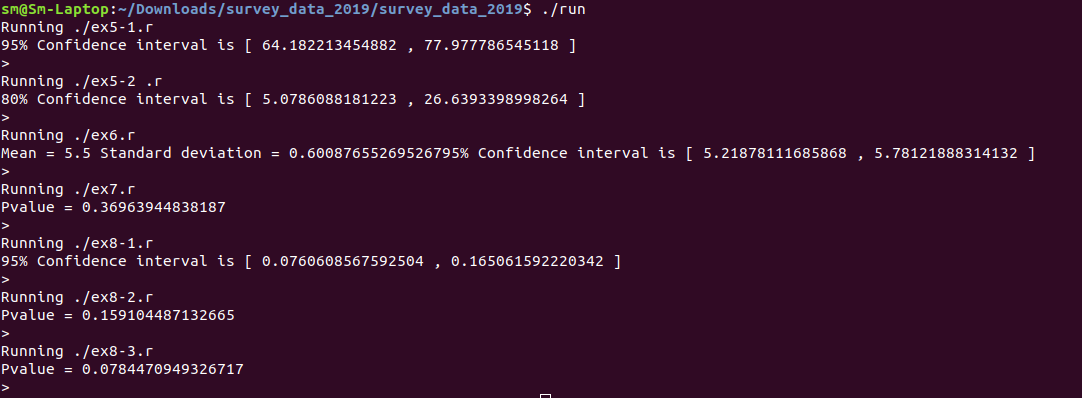 sm@Sm-Laptop:~/Downloads/survey_data_2019/survey_data_2019$ ./run
Running ./ex5-1.r
95% Confidence interval is [ 64.182213454882 , 77.977786545118 ]
>
Running ./ex5-2 .r
80% Confidence interval is [ 5.0786088181223 , 26.6393398998264 ]
>
Running ./ex6.r
Mean = 5.5 Standard deviation = 0.60087655269526795% Confidence interval is [ 5.21878111685868 , 5.78121888314132 ]
>
Running ./ex7.r
Pvalue = 0.36963944838187
>
Running ./ex8-1.r
95% Confidence interval is [ 0.0760608567592504 , 0.165061592220342 ]
>
Running ./ex8-2.r
Pvalue = 0.159104487132665
>
Running ./ex8-3.r
Pvalue = 0.0784470949326717
>